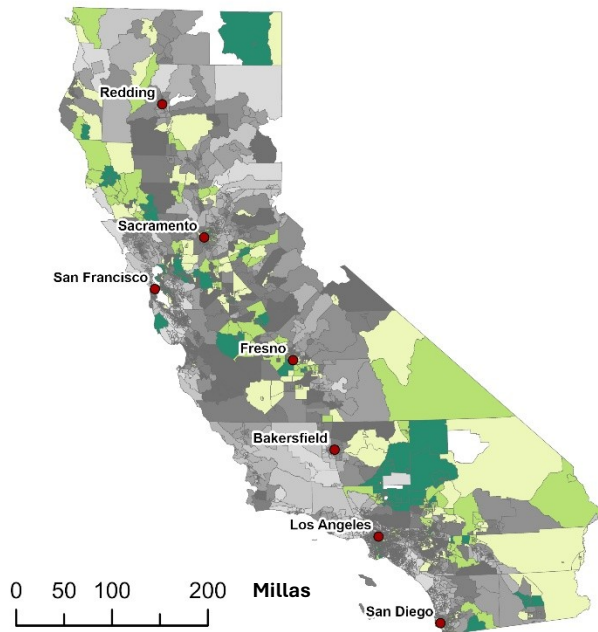 Redding
Sacramento
San Francisco
Fresno
Bakersfield
Los Angeles
San Diego
0 50 100 200 Millas